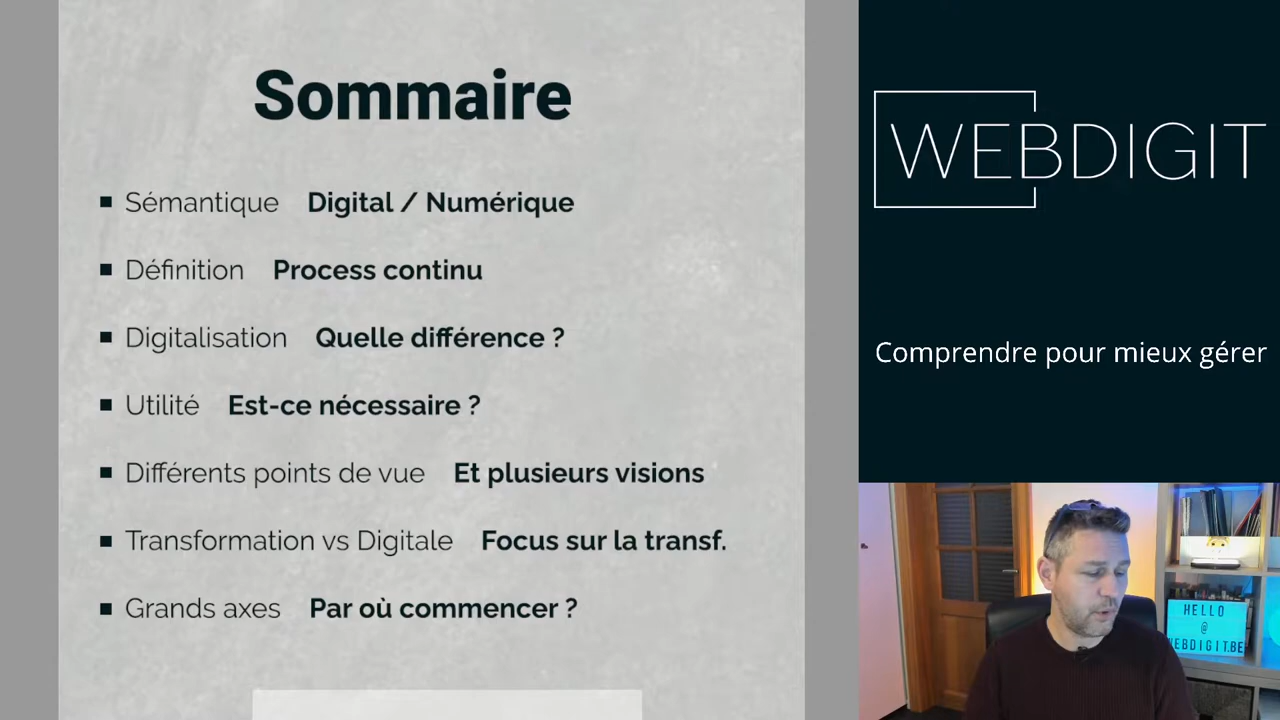 Sommaire
Sémantique Digital / Numérique
Définition Process continu
Digitalisation Quelle différence ?
Utilité Est-ce nécessaire ?
Différents points de vue Et plusieurs visions
Transformation vs Digitale Focus sur la transf.
Grands axes Par où commencer ?
WEBDIGIT
Comprendre pour mieux gérer
HELLO
@
WEBDIGIT.BE